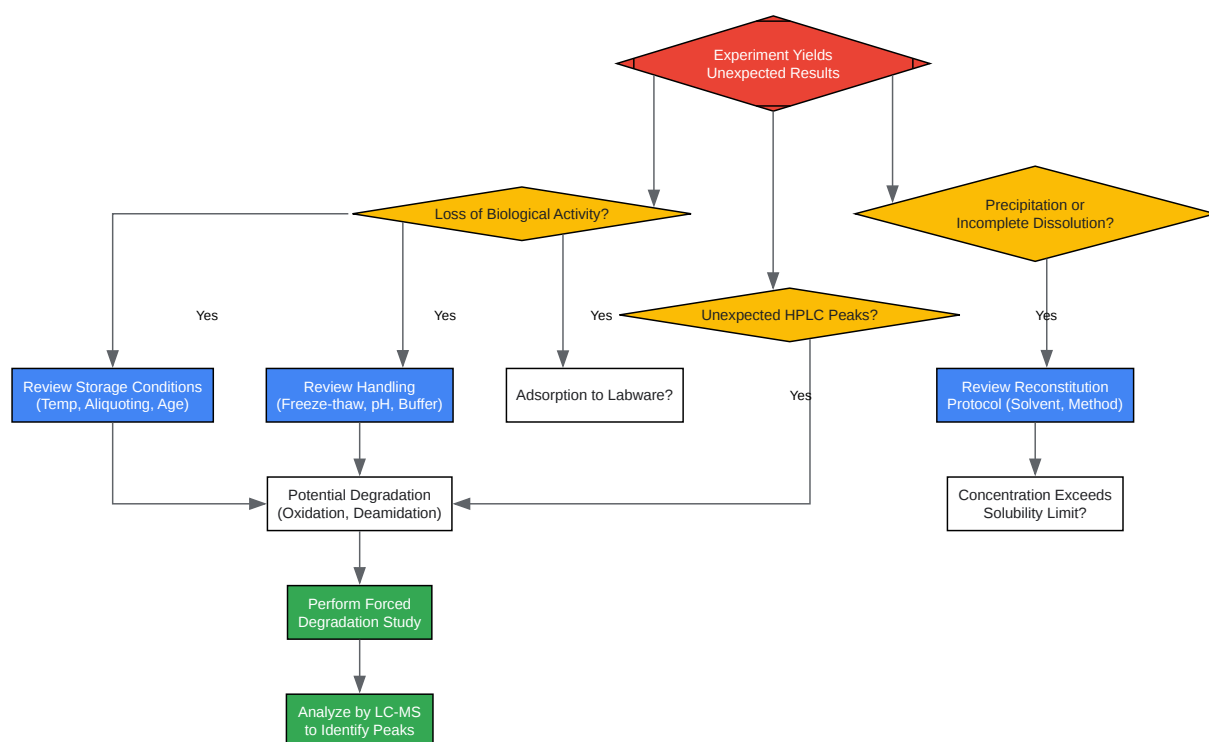 Experiment Yields
Unexpected Results
Loss of Biological Activity?
Precipitation or
Incomplete Dissolution?
Unexpected HPLC Peaks?
Yes
Yes
Yes
Yes
Yes
Review Storage Conditions
(Temp, Aliquoting, Age)
Review Handling
(Freeze-thaw, pH, Buffer)
Adsorption to Labware?
Review Reconstitution
Protocol (Solvent, Method)
Potential Degradation
(Oxidation, Deamidation)
Concentration Exceeds
Solubility Limit?
Perform Forced
Degradation Study
Analyze by LC-MS
to Identify Peaks